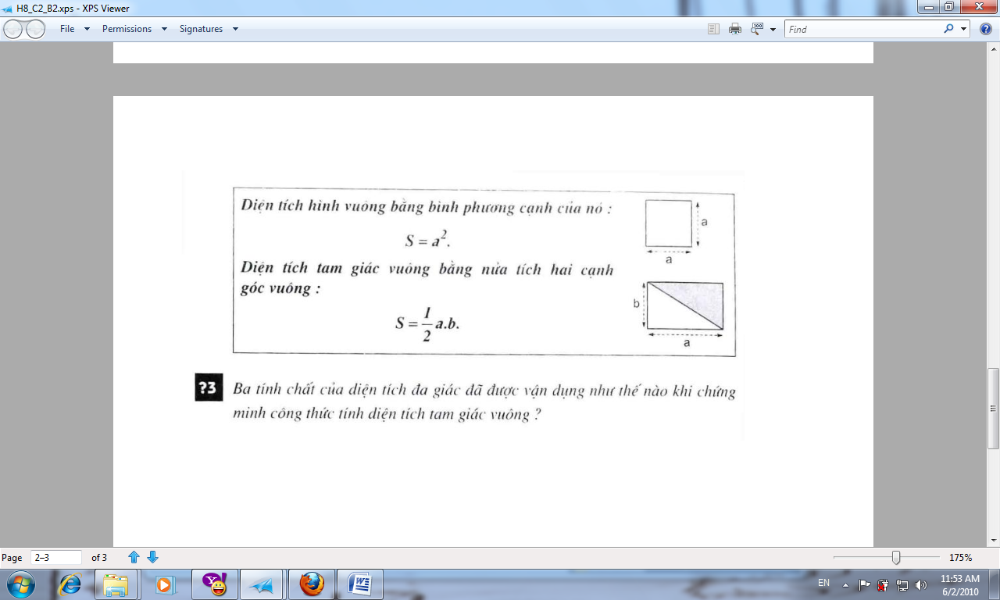 H8_C2_B2.xps - XPS Viewer
File Permissions Signatures Find
Diện tích hình vuông bằng bình phương cạnh của nó :
S = a².
a
a
Diện tích tam giác vuông bằng nửa tích hai cạnh
góc vuông :
S = 1/2 a.b.
b
a
?3 Ba tính chất của diện tích đa giác đã được vận dụng như thế nào khi chứng
minh công thức tính diện tích tam giác vuông ?
Page 2–3 of 3 175%
EN 11:53 AM
6/2/2010